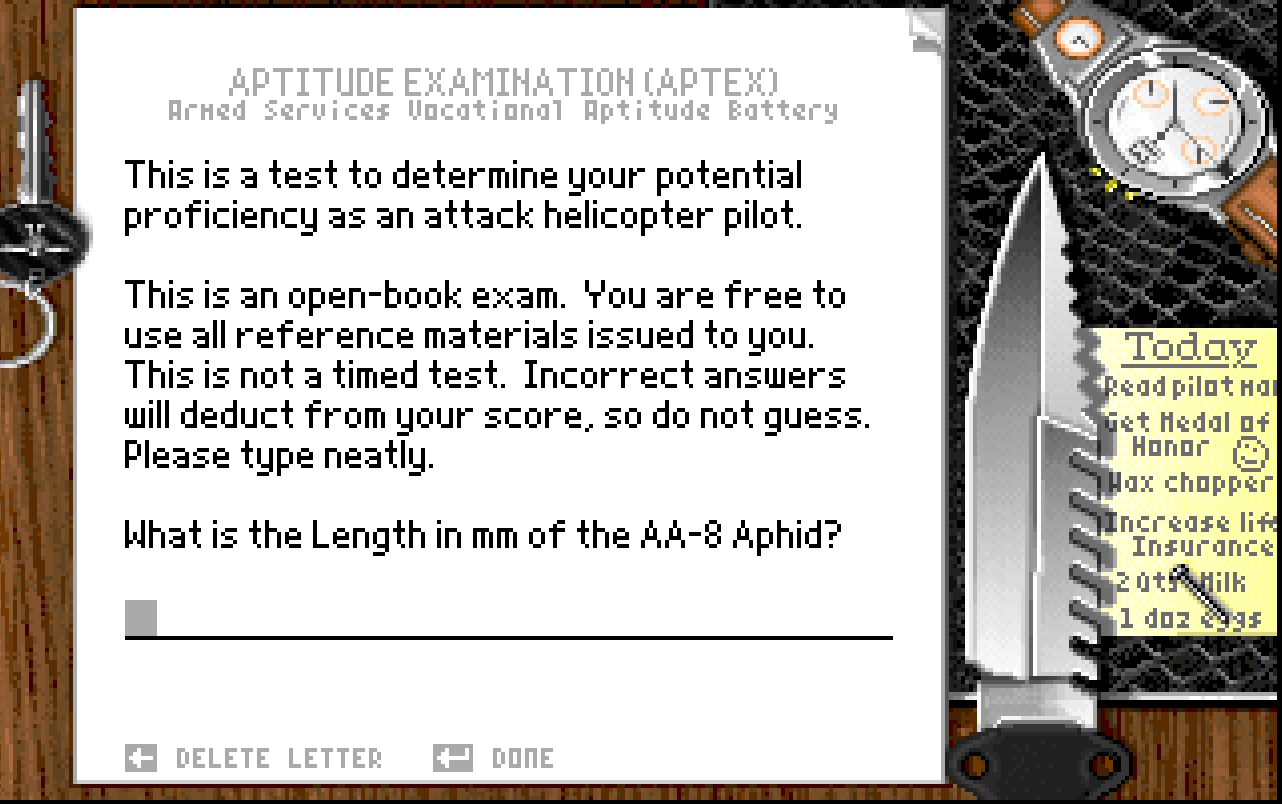 APTITUDE EXAMINATION (APTEX)
Armed Services Vocational Aptitude Battery
This is a test to determine your potential
proficiency as an attack helicopter pilot.
This is an open-book exam.  You are free to
use all reference materials issued to you.
This is not a timed test.  Incorrect answers
will deduct from your score, so do not guess.
Please type neatly.
What is the Length in mm of the AA-8 Aphid?
DELETE LETTER DONE
Today
Read pilot
Get Medal of
Honor
Wax chopper
Increase
Insurance
2 Qts Milk
1 doz eggs